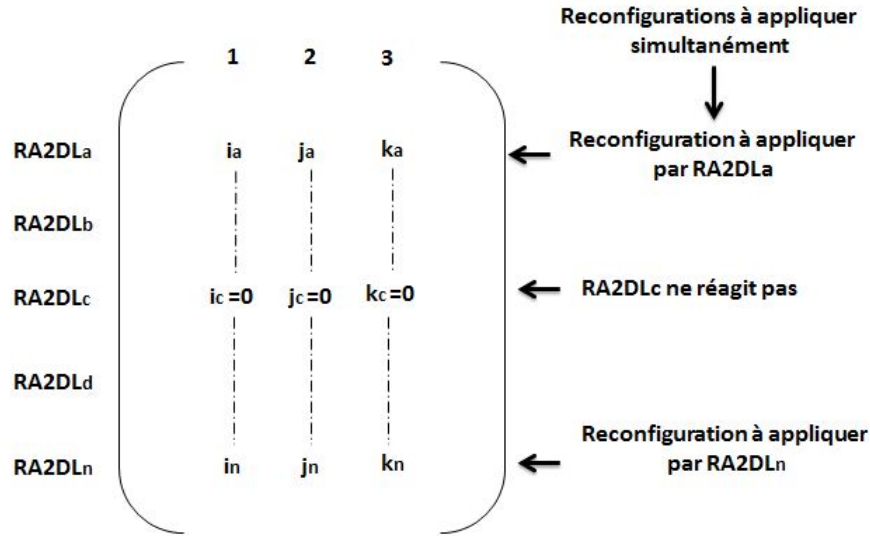 Reconfigurations à appliquer
simultanément
1 2 3
RA2DLa ia ja ka
Reconfiguration à appliquer
par RA2DLa
RA2DLb
RA2DLc ic =0 jc =0 kc =0 RA2DLc ne réagit pas
RA2DLd
Reconfiguration à appliquer
par RA2DLn
RA2DLn in jn kn